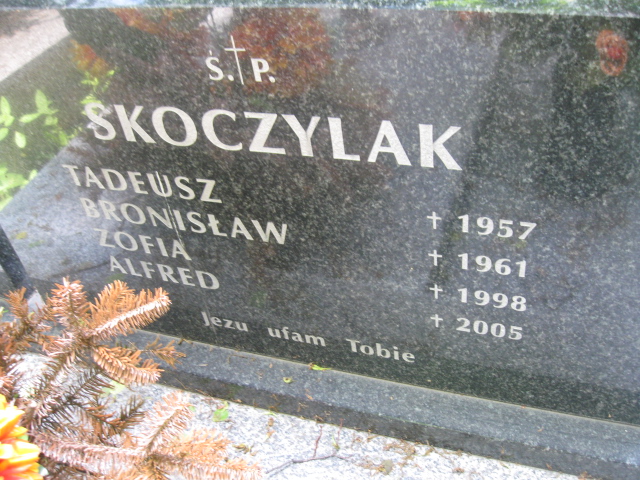 Ś.†P.
SKOCZYLAK
TADEUSZ † 1957
BRONISŁAW † 1961
ZOFIA † 1998
ALFRED † 2005
Jezu ufam Tobie